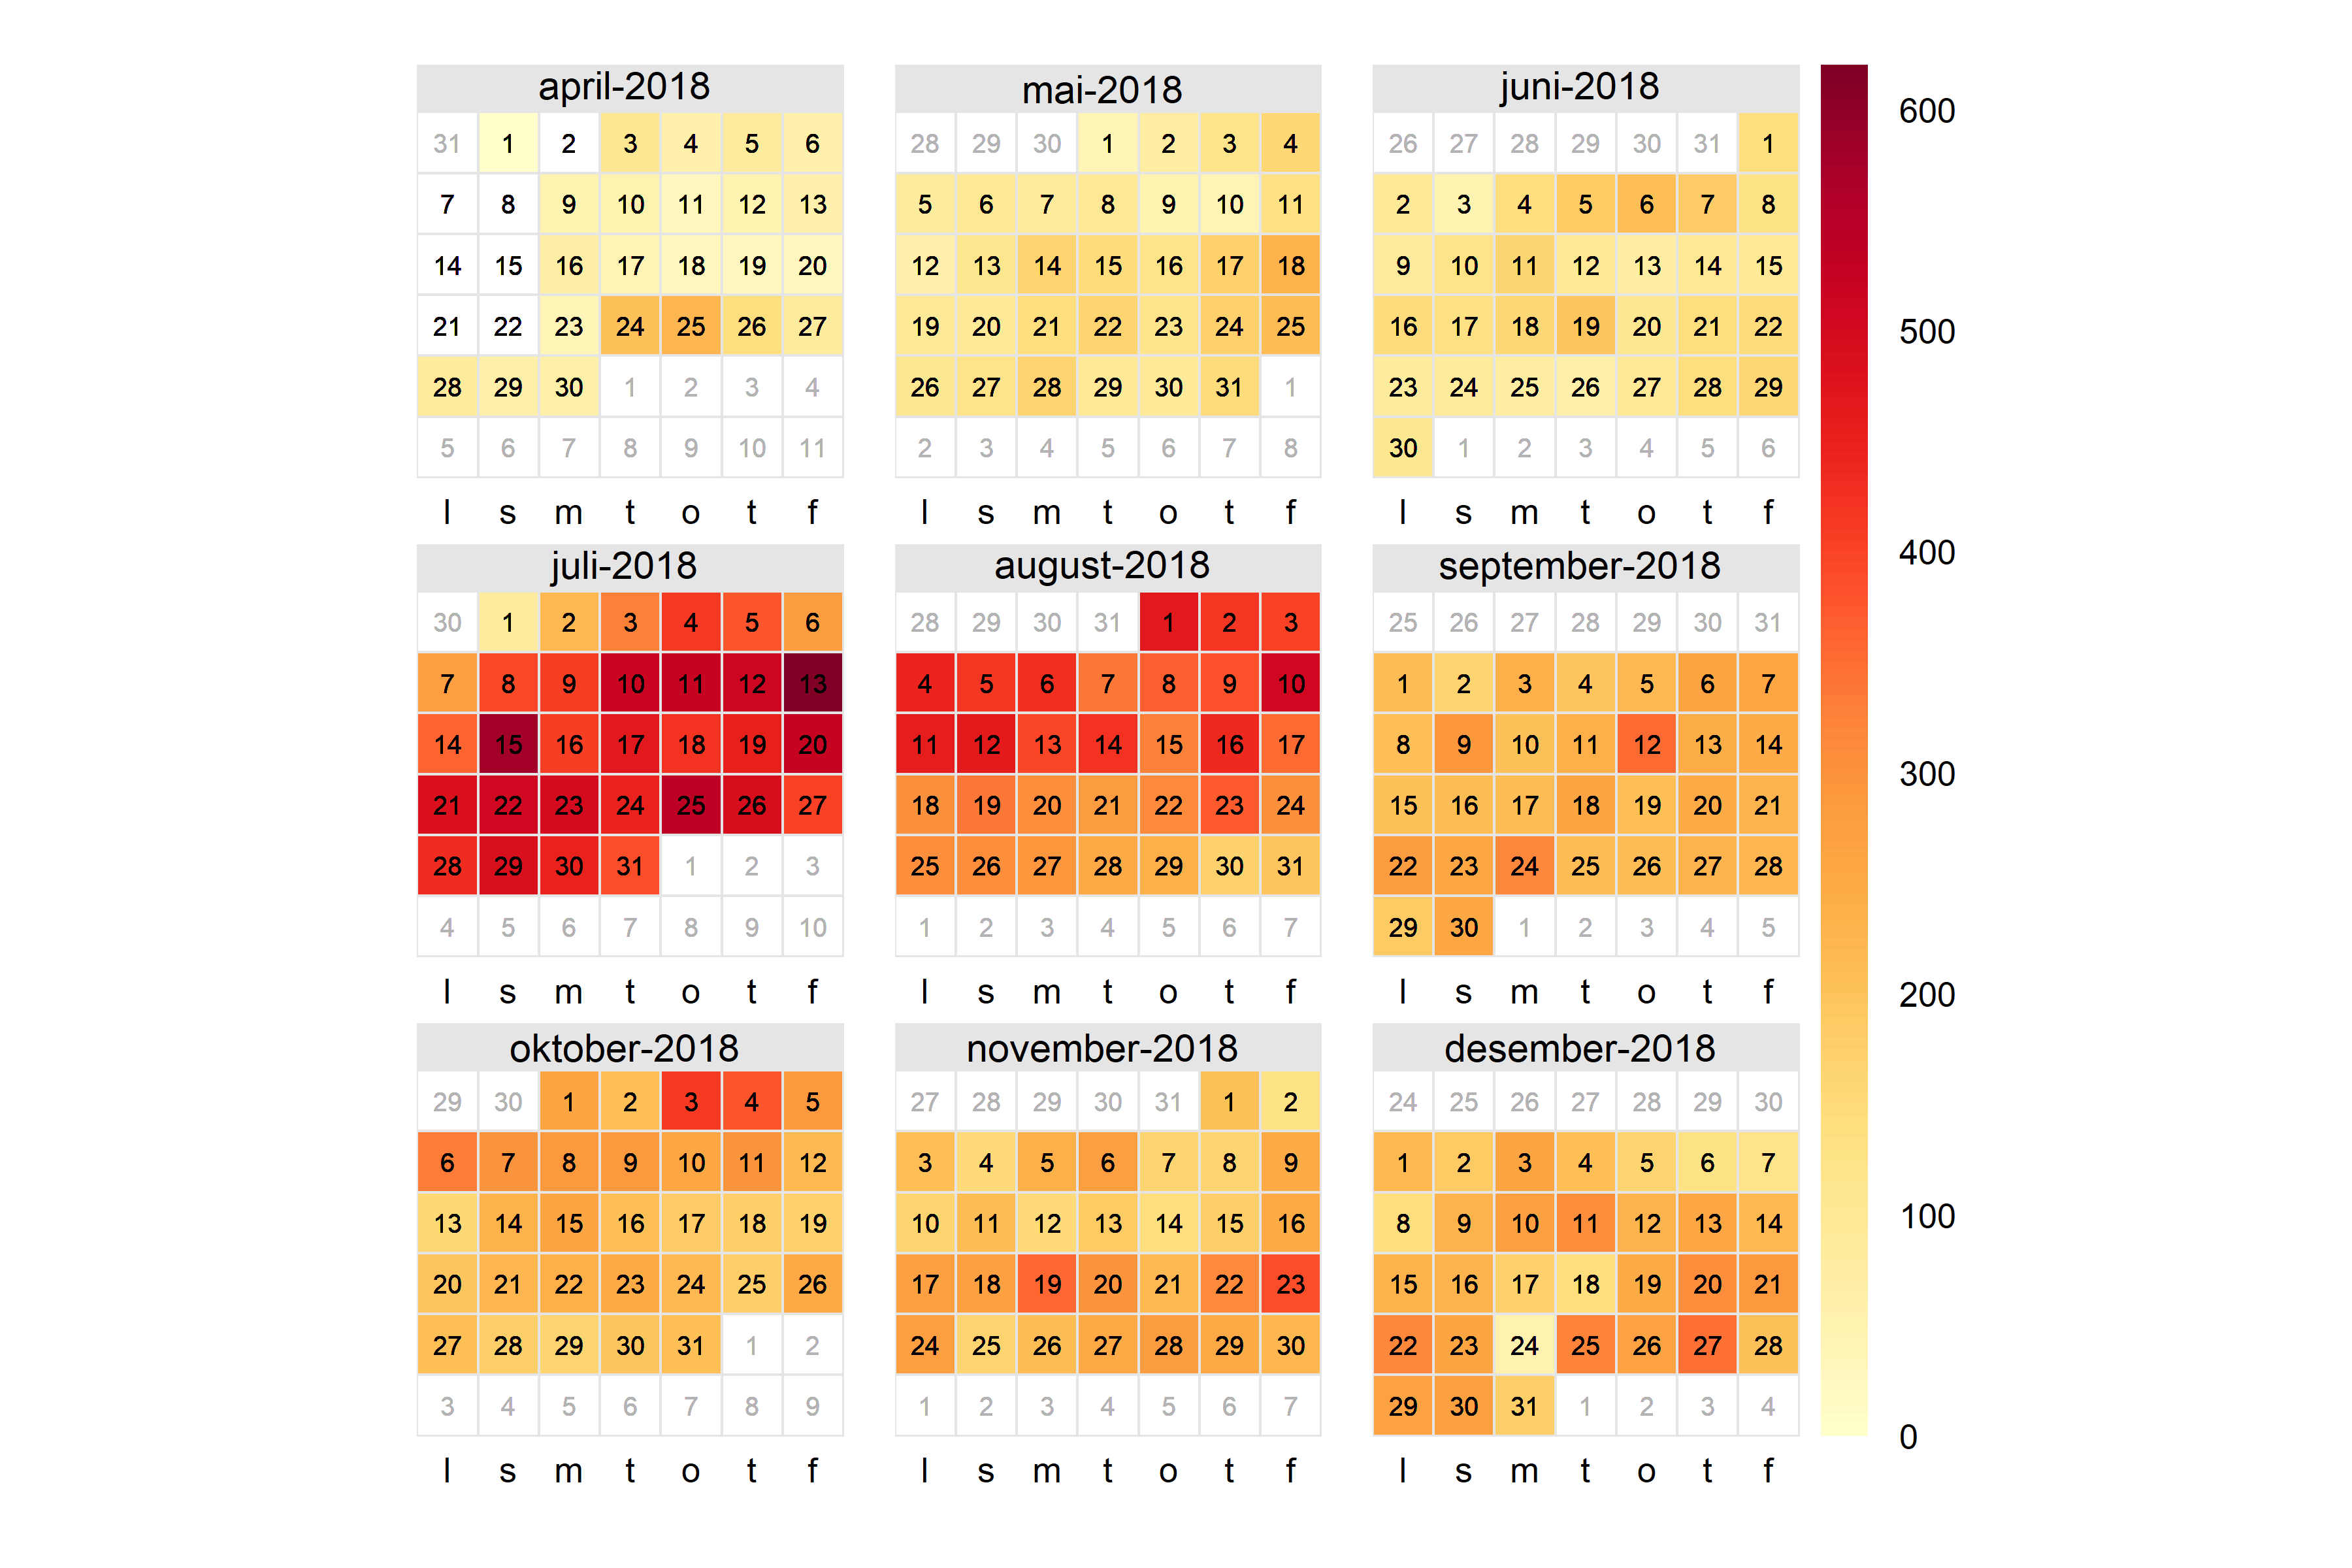 april-2018
31 1 2 3 4 5 6
7 8 9 10 11 12 13
14 15 16 17 18 19 20
21 22 23 24 25 26 27
28 29 30 1 2 3 4
5 6 7 8 9 10 11
l s m t o t f
mai-2018
28 29 30 1 2 3 4
5 6 7 8 9 10 11
12 13 14 15 16 17 18
19 20 21 22 23 24 25
26 27 28 29 30 31 1
2 3 4 5 6 7 8
l s m t o t f
juni-2018
26 27 28 29 30 31 1
2 3 4 5 6 7 8
9 10 11 12 13 14 15
16 17 18 19 20 21 22
23 24 25 26 27 28 29
30 1 2 3 4 5 6
l s m t o t f
juli-2018
30 1 2 3 4 5 6
7 8 9 10 11 12 13
14 15 16 17 18 19 20
21 22 23 24 25 26 27
28 29 30 31 1 2 3
4 5 6 7 8 9 10
l s m t o t f
august-2018
28 29 30 31 1 2 3
4 5 6 7 8 9 10
11 12 13 14 15 16 17
18 19 20 21 22 23 24
25 26 27 28 29 30 31
1 2 3 4 5 6 7
l s m t o t f
september-2018
25 26 27 28 29 30 31
1 2 3 4 5 6 7
8 9 10 11 12 13 14
15 16 17 18 19 20 21
22 23 24 25 26 27 28
29 30 1 2 3 4 5
l s m t o t f
oktober-2018
29 30 1 2 3 4 5
6 7 8 9 10 11 12
13 14 15 16 17 18 19
20 21 22 23 24 25 26
27 28 29 30 31 1 2
3 4 5 6 7 8 9
l s m t o t f
november-2018
27 28 29 30 31 1 2
3 4 5 6 7 8 9
10 11 12 13 14 15 16
17 18 19 20 21 22 23
24 25 26 27 28 29 30
1 2 3 4 5 6 7
l s m t o t f
desember-2018
24 25 26 27 28 29 30
1 2 3 4 5 6 7
8 9 10 11 12 13 14
15 16 17 18 19 20 21
22 23 24 25 26 27 28
29 30 31 1 2 3 4
l s m t o t f
600
500
400
300
200
100
0